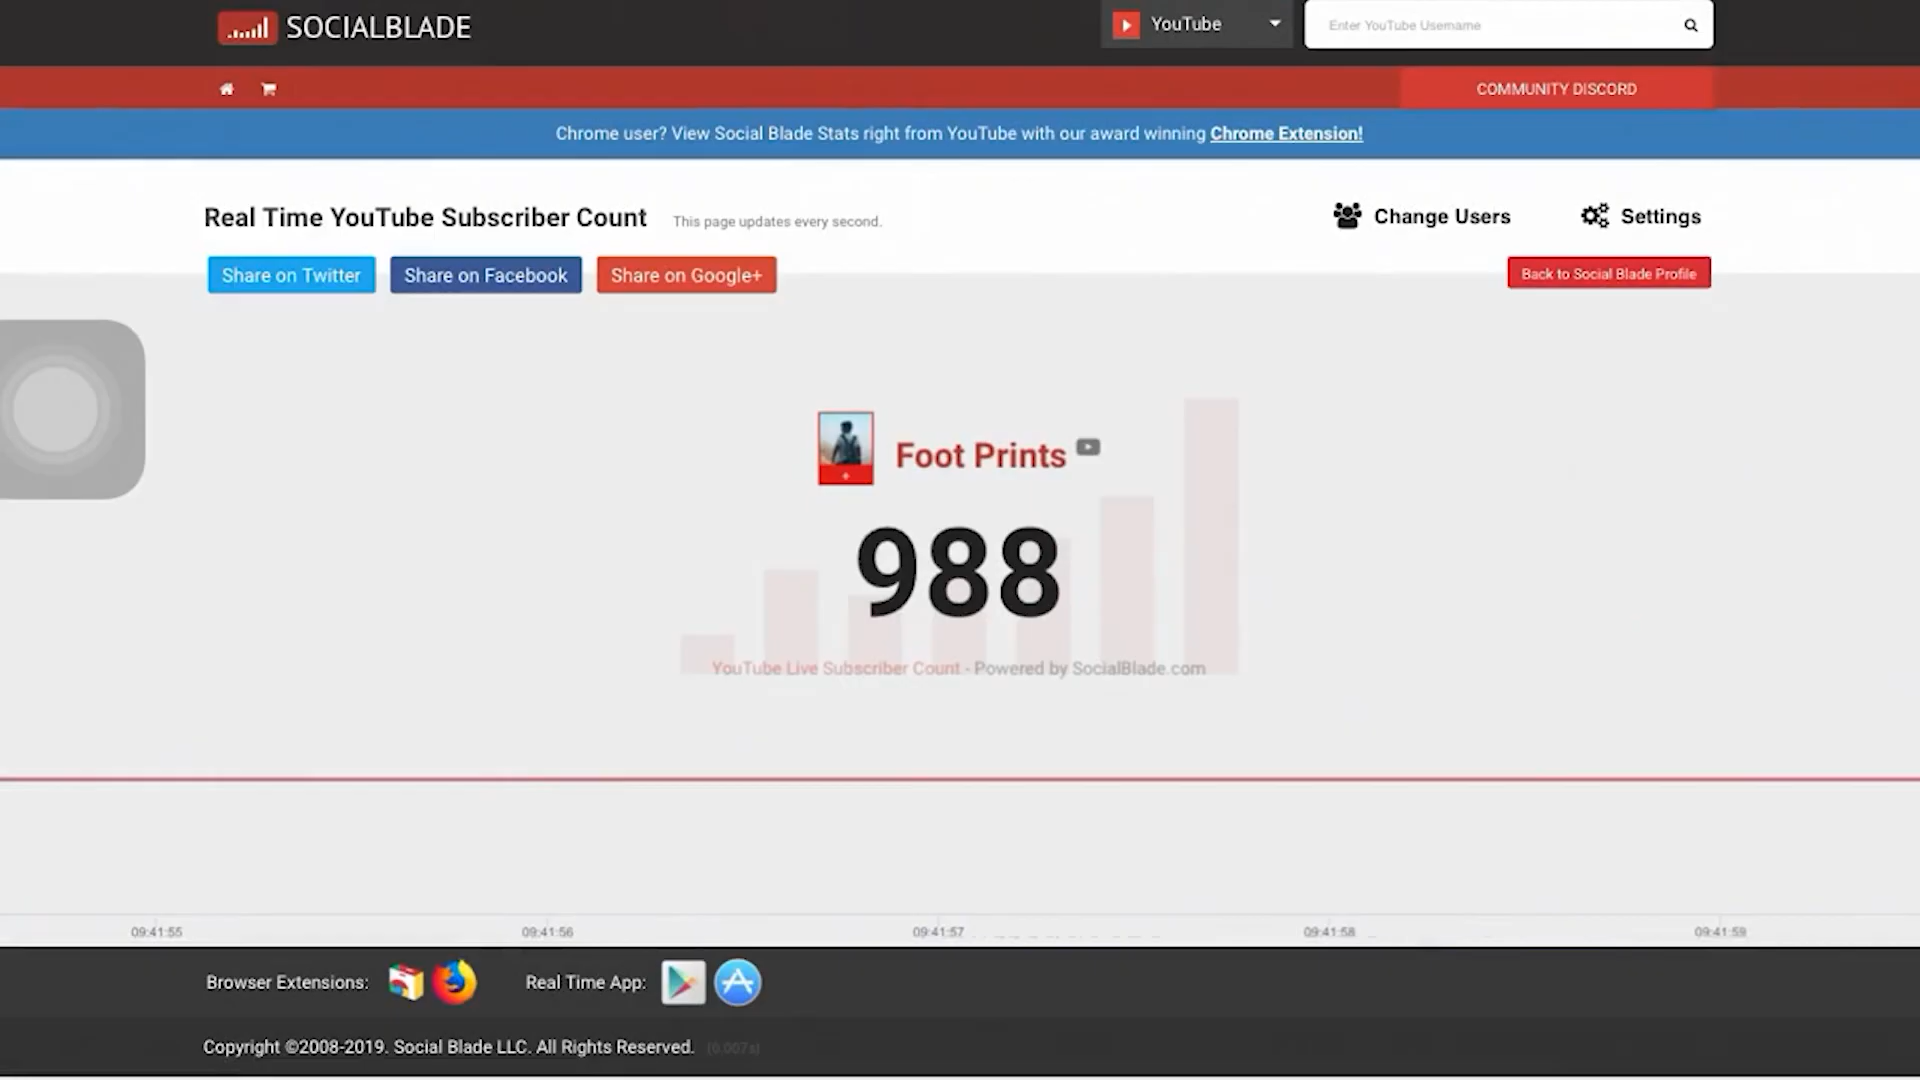 SOCIALBLADE
YouTube
Enter YouTube Username
COMMUNITY DISCORD
Chrome user? View Social Blade Stats right from YouTube with our award winning Chrome Extension!
Real Time YouTube Subscriber Count This page updates every second.
Change Users
Settings
Share on Twitter
Share on Facebook
Share on Google+
Back to Social Blade Profile
Foot Prints
988
YouTube Live Subscriber Count - Powered by SocialBlade.com
09:41:55
09:41:56
09:41:57
09:41:58
09:41:59
Browser Extensions:
Real Time App:
Copyright ©2008-2019. Social Blade LLC. All Rights Reserved. (0.007s)